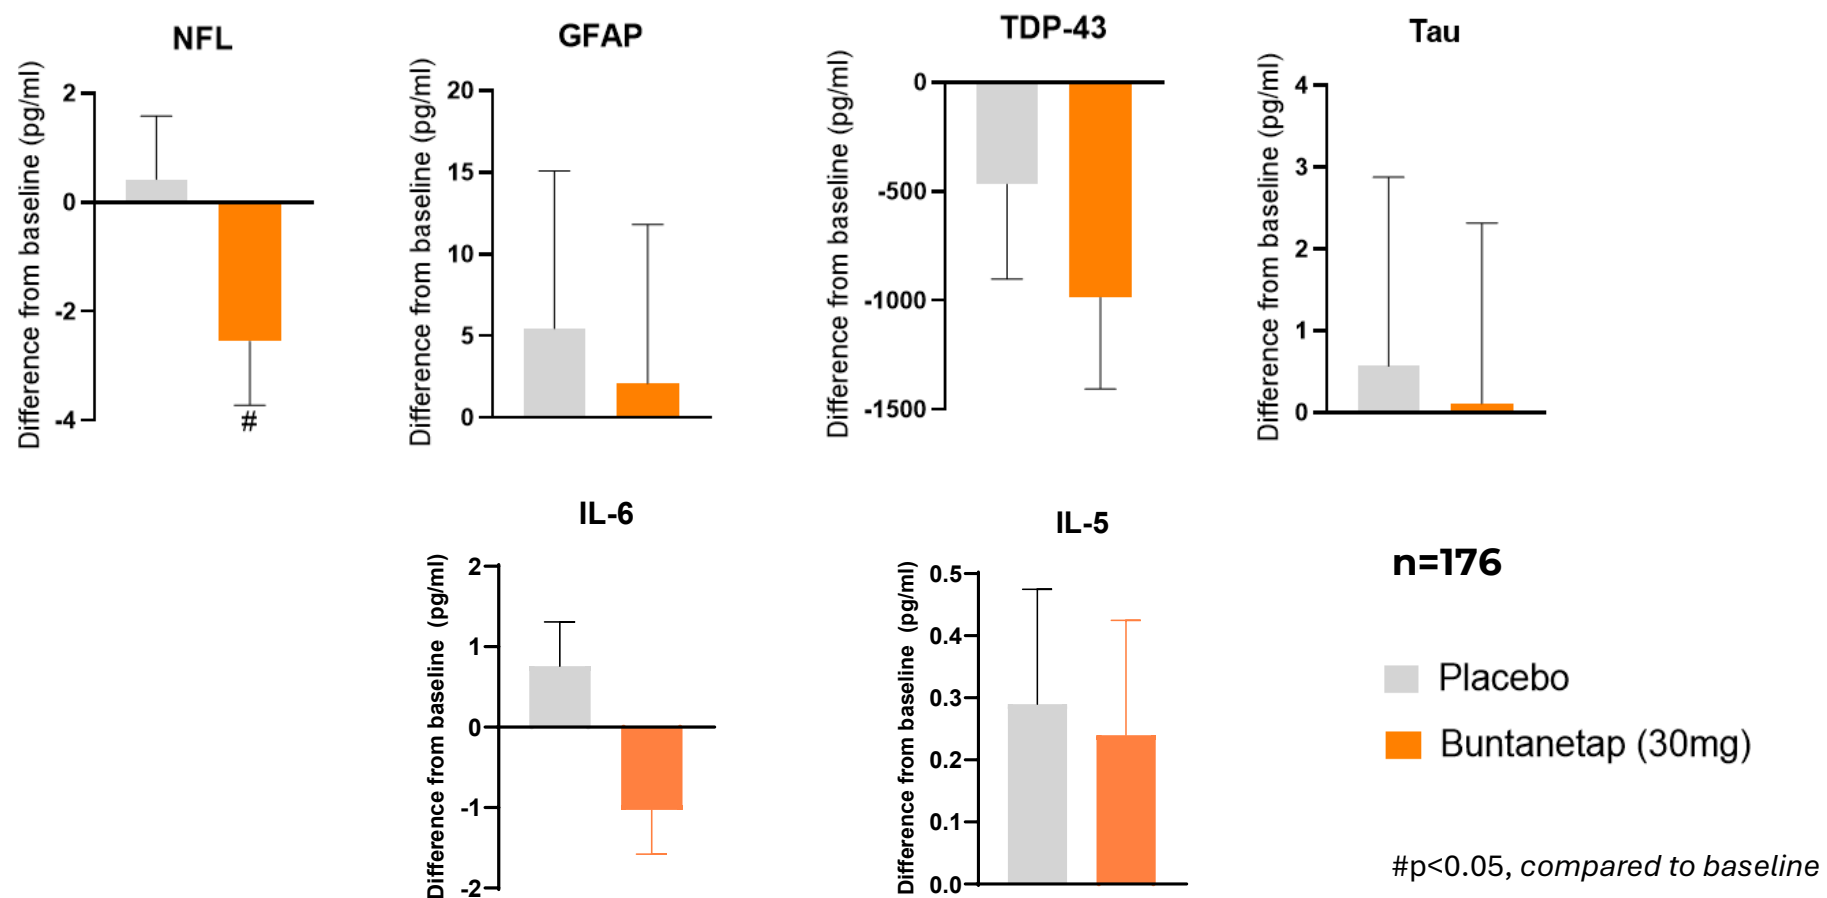 NFL
Difference from baseline (pg/ml)
2
0
-2
-4
#
GFAP
Difference from baseline (pg/ml)
20
15
10
5
0
TDP-43
Difference from baseline (pg/ml)
0
-500
-1000
-1500
Tau
Difference from baseline (pg/ml)
4
3
2
1
0
IL-6
Difference from baseline (pg/ml)
2
1
0
-1
-2
IL-5
Difference from baseline (pg/ml)
0.5
0.4
0.3
0.2
0.1
0.0
n=176
Placebo
Buntanetap (30mg)
#p<0.05, compared to baseline